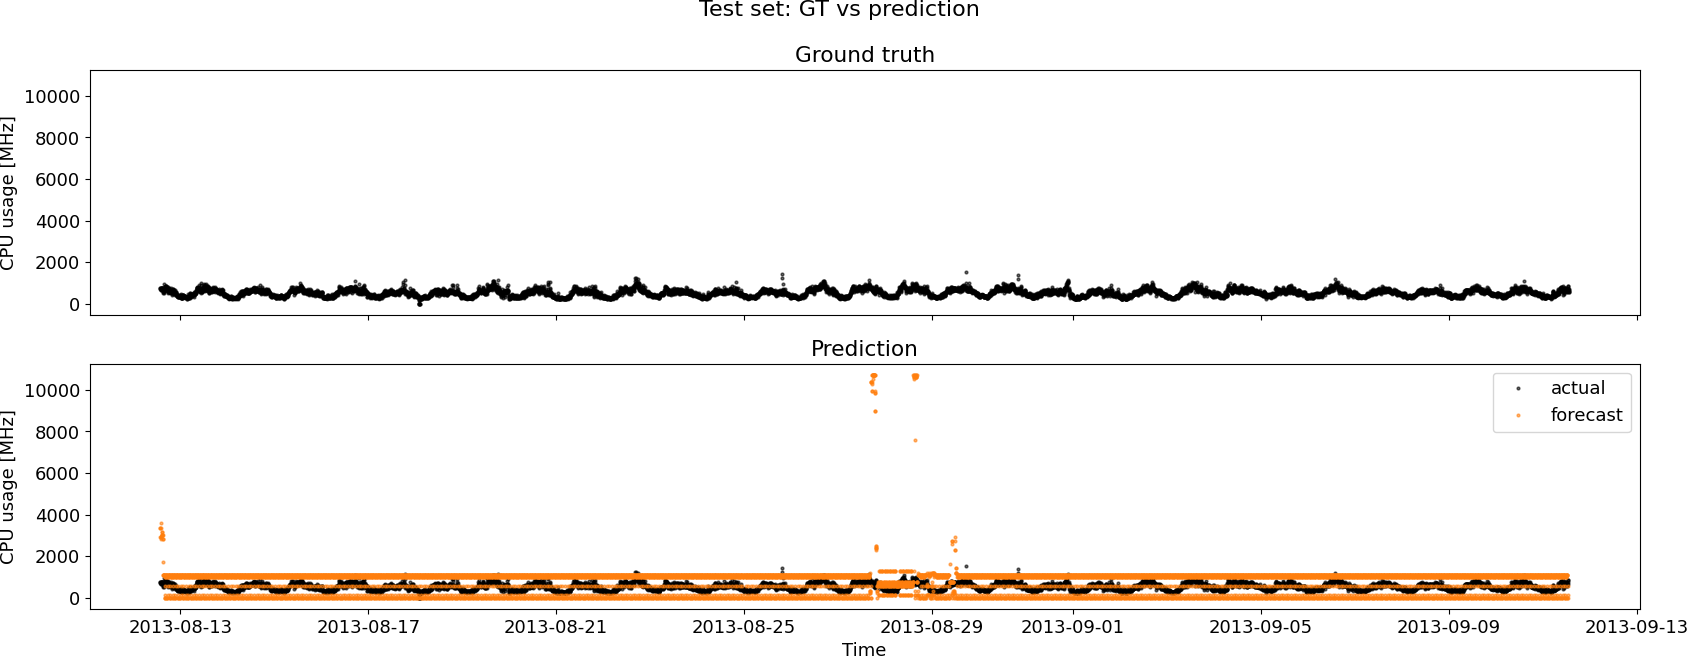 Test set: GT vs prediction
Ground truth
CPU usage [MHz]
10000
8000
6000
4000
2000
0
Prediction
CPU usage [MHz]
10000
8000
6000
4000
2000
0
actual
forecast
2013-08-13 2013-08-17 2013-08-21 2013-08-25 2013-08-29 2013-09-01 2013-09-05 2013-09-09 2013-09-13
Time